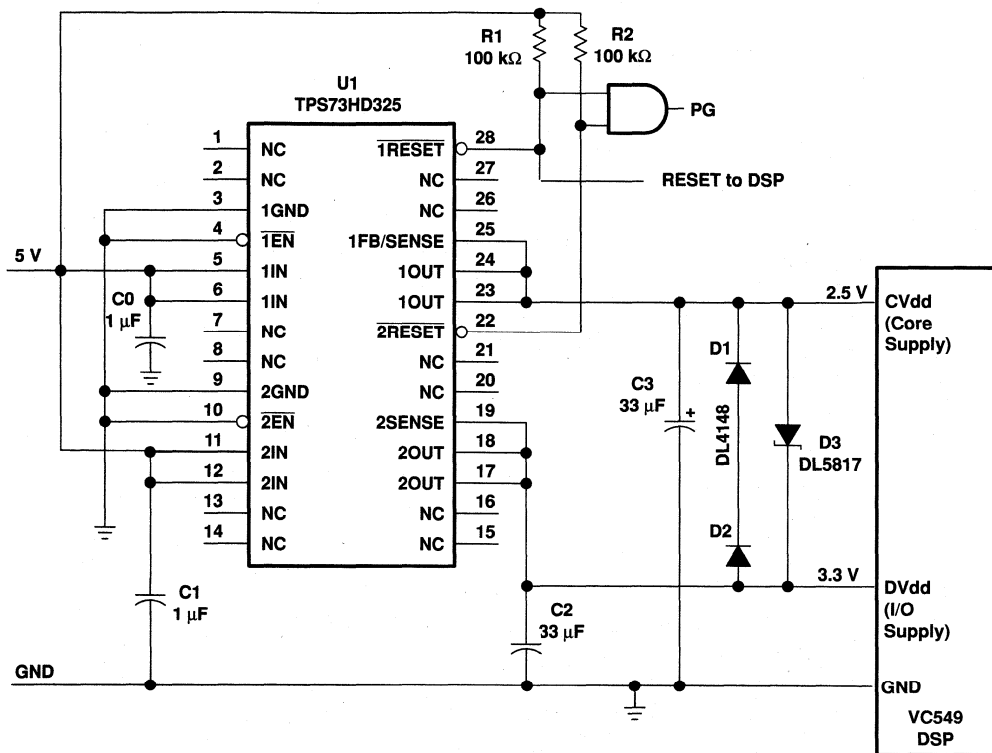 R1
100 kΩ
R2
100 kΩ
PG
U1
TPS73HD325
1 NC
2 NC
3 1GND
4 1EN
5 1IN
6 1IN
7 NC
8 NC
9 2GND
10 2EN
11 2IN
12 2IN
13 NC
14 NC
1RESET 28
NC 27
NC 26
1FB/SENSE 25
1OUT 24
1OUT 23
2RESET 22
NC 21
NC 20
2SENSE 19
2OUT 18
2OUT 17
NC 16
NC 15
RESET to DSP
5 V
C0
1 μF
C1
1 μF
C2
33 μF
C3
33 μF
+
D1
DL4148
D2
D3
DL5817
2.5 V
3.3 V
CVdd
(Core
Supply)
DVdd
(I/O
Supply)
GND
GND
VC549
DSP